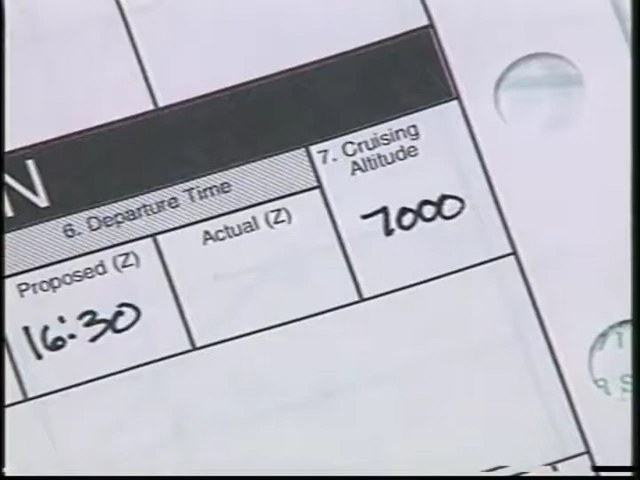 N
6. Departure Time
7. Cruising
Altitude
Proposed (Z)
Actual (Z)
16:30
7000